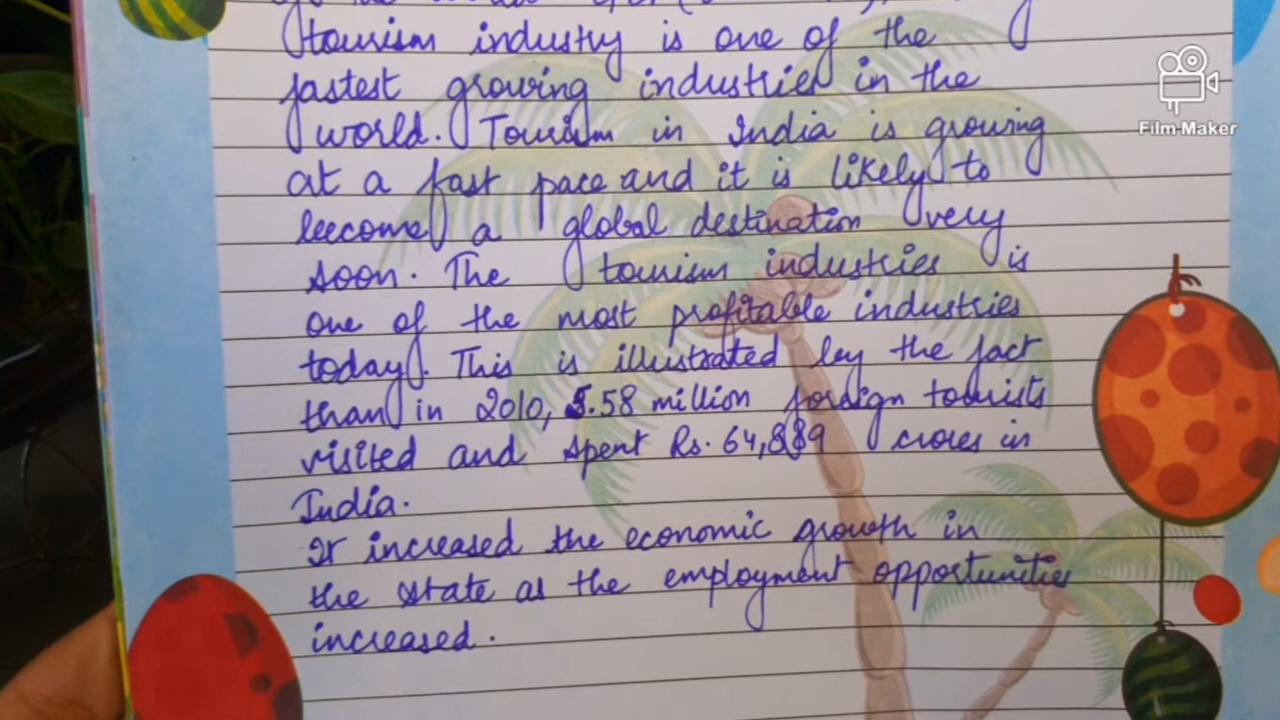 tourism industry is one of the
fastest growing industries in the
world. Tourism in India is growing
at a fast pace and it is likely to
become a global destination very
soon. The tourism industries is
one of the most profitable industries
today. This is illustrated by the fact
than in 2010, 5.58 million foreign tourists
visited and spent Rs. 64,889 crores in
India.
It increased the economic growth in
the state as the employment opportunities
increased.
Film Maker